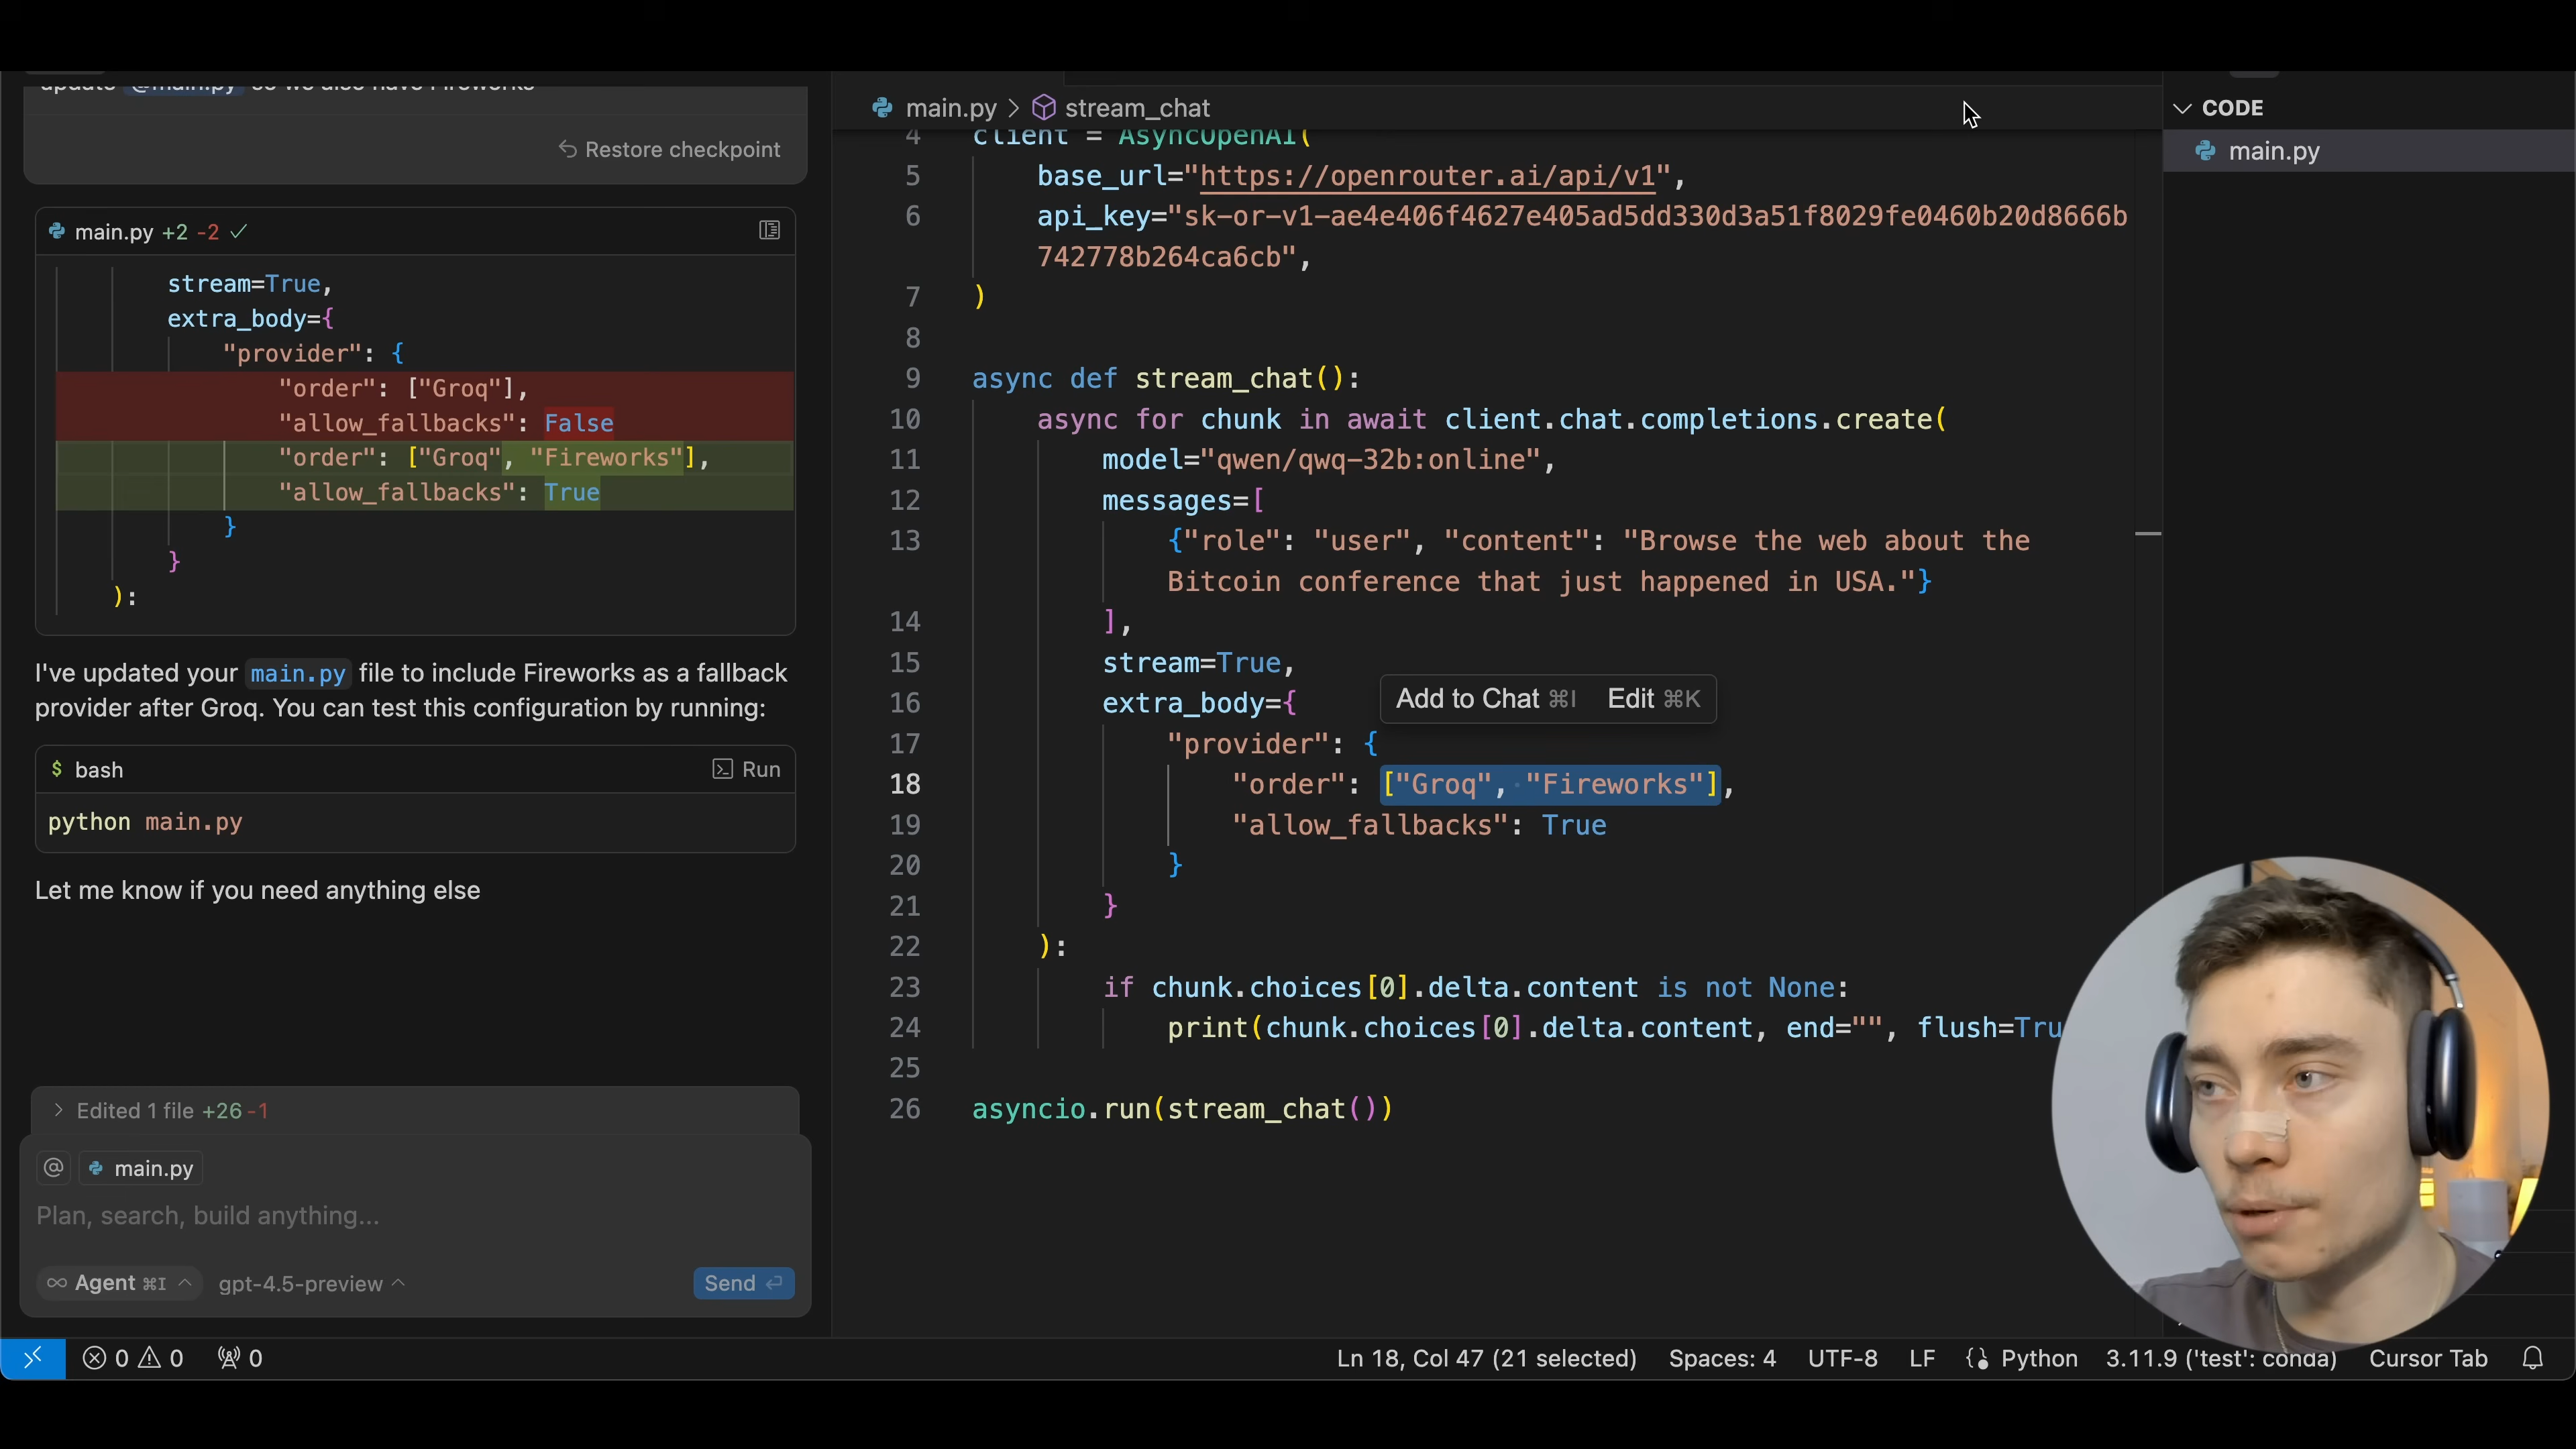 update @main.py so we also have Fireworks
Restore checkpoint
main.py +2 -2
stream=True,
extra_body={
"provider": {
"order": ["Groq"],
"allow_fallbacks": False
"order": ["Groq", "Fireworks"],
"allow_fallbacks": True
}
}
):
I've updated your main.py file to include Fireworks as a fallback
provider after Groq. You can test this configuration by running:
$ bash
Run
python main.py
Let me know if you need anything else
> Edited 1 file +26 -1
@ main.py
Plan, search, build anything...
∞ Agent ⌘I ^ gpt-4.5-preview ^
Send ↵
main.py > stream_chat
4 client = AsyncOpenAI(
5 base_url="https://openrouter.ai/api/v1",
6 api_key="sk-or-v1-ae4e406f4627e405ad5dd330d3a51f8029fe0460b20d8666b
742778b264ca6cb",
7 )
8
9 async def stream_chat():
10 async for chunk in await client.chat.completions.create(
11 model="qwen/qwq-32b:online",
12 messages=[
13 {"role": "user", "content": "Browse the web about the
Bitcoin conference that just happened in USA."}
14 ],
15 stream=True,
Add to Chat ⌘I Edit ⌘K
16 extra_body={
17 "provider": {
18 "order": ["Groq", "Fireworks"],
19 "allow_fallbacks": True
20 }
21 }
22 ):
23 if chunk.choices[0].delta.content is not None:
24 print(chunk.choices[0].delta.content, end="", flush=Tru
25
26 asyncio.run(stream_chat())
CODE
main.py
0 0 0
Ln 18, Col 47 (21 selected) Spaces: 4 UTF-8 LF Python 3.11.9 ('test': conda) Cursor Tab